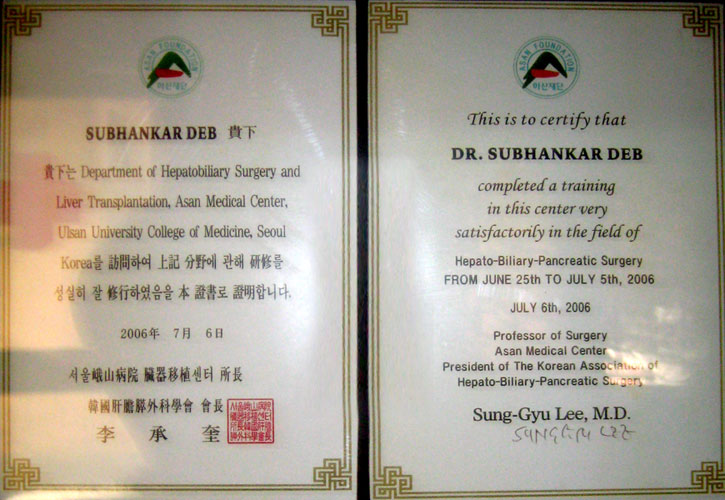 ASAN FOUNDATION
아산재단
SUBHANKAR DEB 貴下
貴下는 Department of Hepatobiliary Surgery and
Liver Transplantation, Asan Medical Center,
Ulsan University College of Medicine, Seoul
Korea를 訪問하여 上記 分野에 관해 研修를
성실히 잘 修行하였음을 本 證書로 證明합니다.
2006年 7月 6日
서울峨山病院 臟器移植센터 所長
韓國肝膽膵外科學會 會長
李承奎
ASAN FOUNDATION
아산재단
This is to certify that
DR. SUBHANKAR DEB
completed a training
in this center very
satisfactorily in the field of
Hepato-Biliary-Pancreatic Surgery
FROM JUNE 25th TO JULY 5th, 2006
JULY 6th, 2006
Professor of Surgery
Asan Medical Center
President of The Korean Association of
Hepato-Biliary-Pancreatic Surgery
Sung-Gyu Lee, M.D.
SUNGGYU LEE